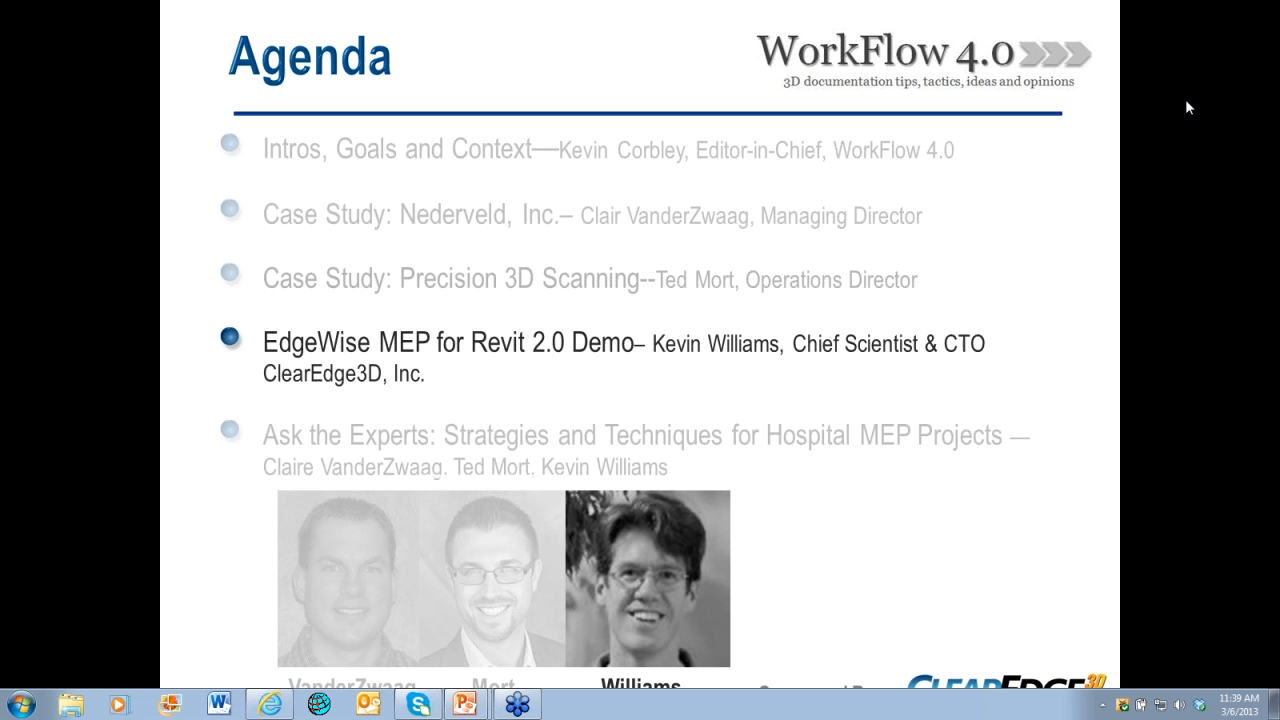 Agenda
WorkFlow 4.0
3D documentation tips, tactics, ideas and opinions
Intros, Goals and Context—Kevin Corbley, Editor-in-Chief, WorkFlow 4.0
Case Study: Nederveld, Inc.– Clair VanderZwaag, Managing Director
Case Study: Precision 3D Scanning--Ted Mort, Operations Director
EdgeWise MEP for Revit 2.0 Demo– Kevin Williams, Chief Scientist & CTO
ClearEdge3D, Inc.
Ask the Experts: Strategies and Techniques for Hospital MEP Projects —
Claire VanderZwaag, Ted Mort, Kevin Williams
VanderZwaag Mort Williams
CLEAREDGE3D
11:39 AM
3/6/2013